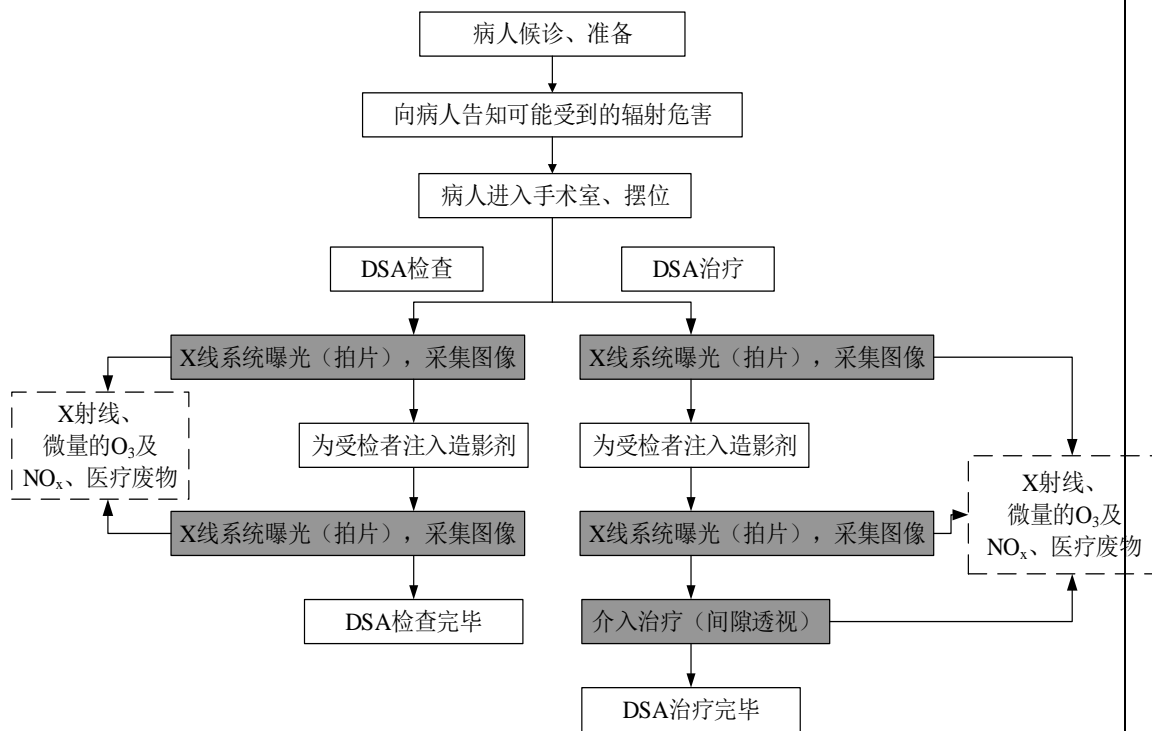 病人候诊、准备
向病人告知可能受到的辐射危害
病人进入手术室、摆位
DSA检查
DSA治疗
X线系统曝光（拍片），采集图像
X线系统曝光（拍片），采集图像
X射线、
微量的O₃及
NOₓ、医疗废物
为受检者注入造影剂
为受检者注入造影剂
X射线、
微量的O₃及
NOₓ、医疗废物
X线系统曝光（拍片），采集图像
X线系统曝光（拍片），采集图像
DSA检查完毕
介入治疗（间隙透视）
DSA治疗完毕